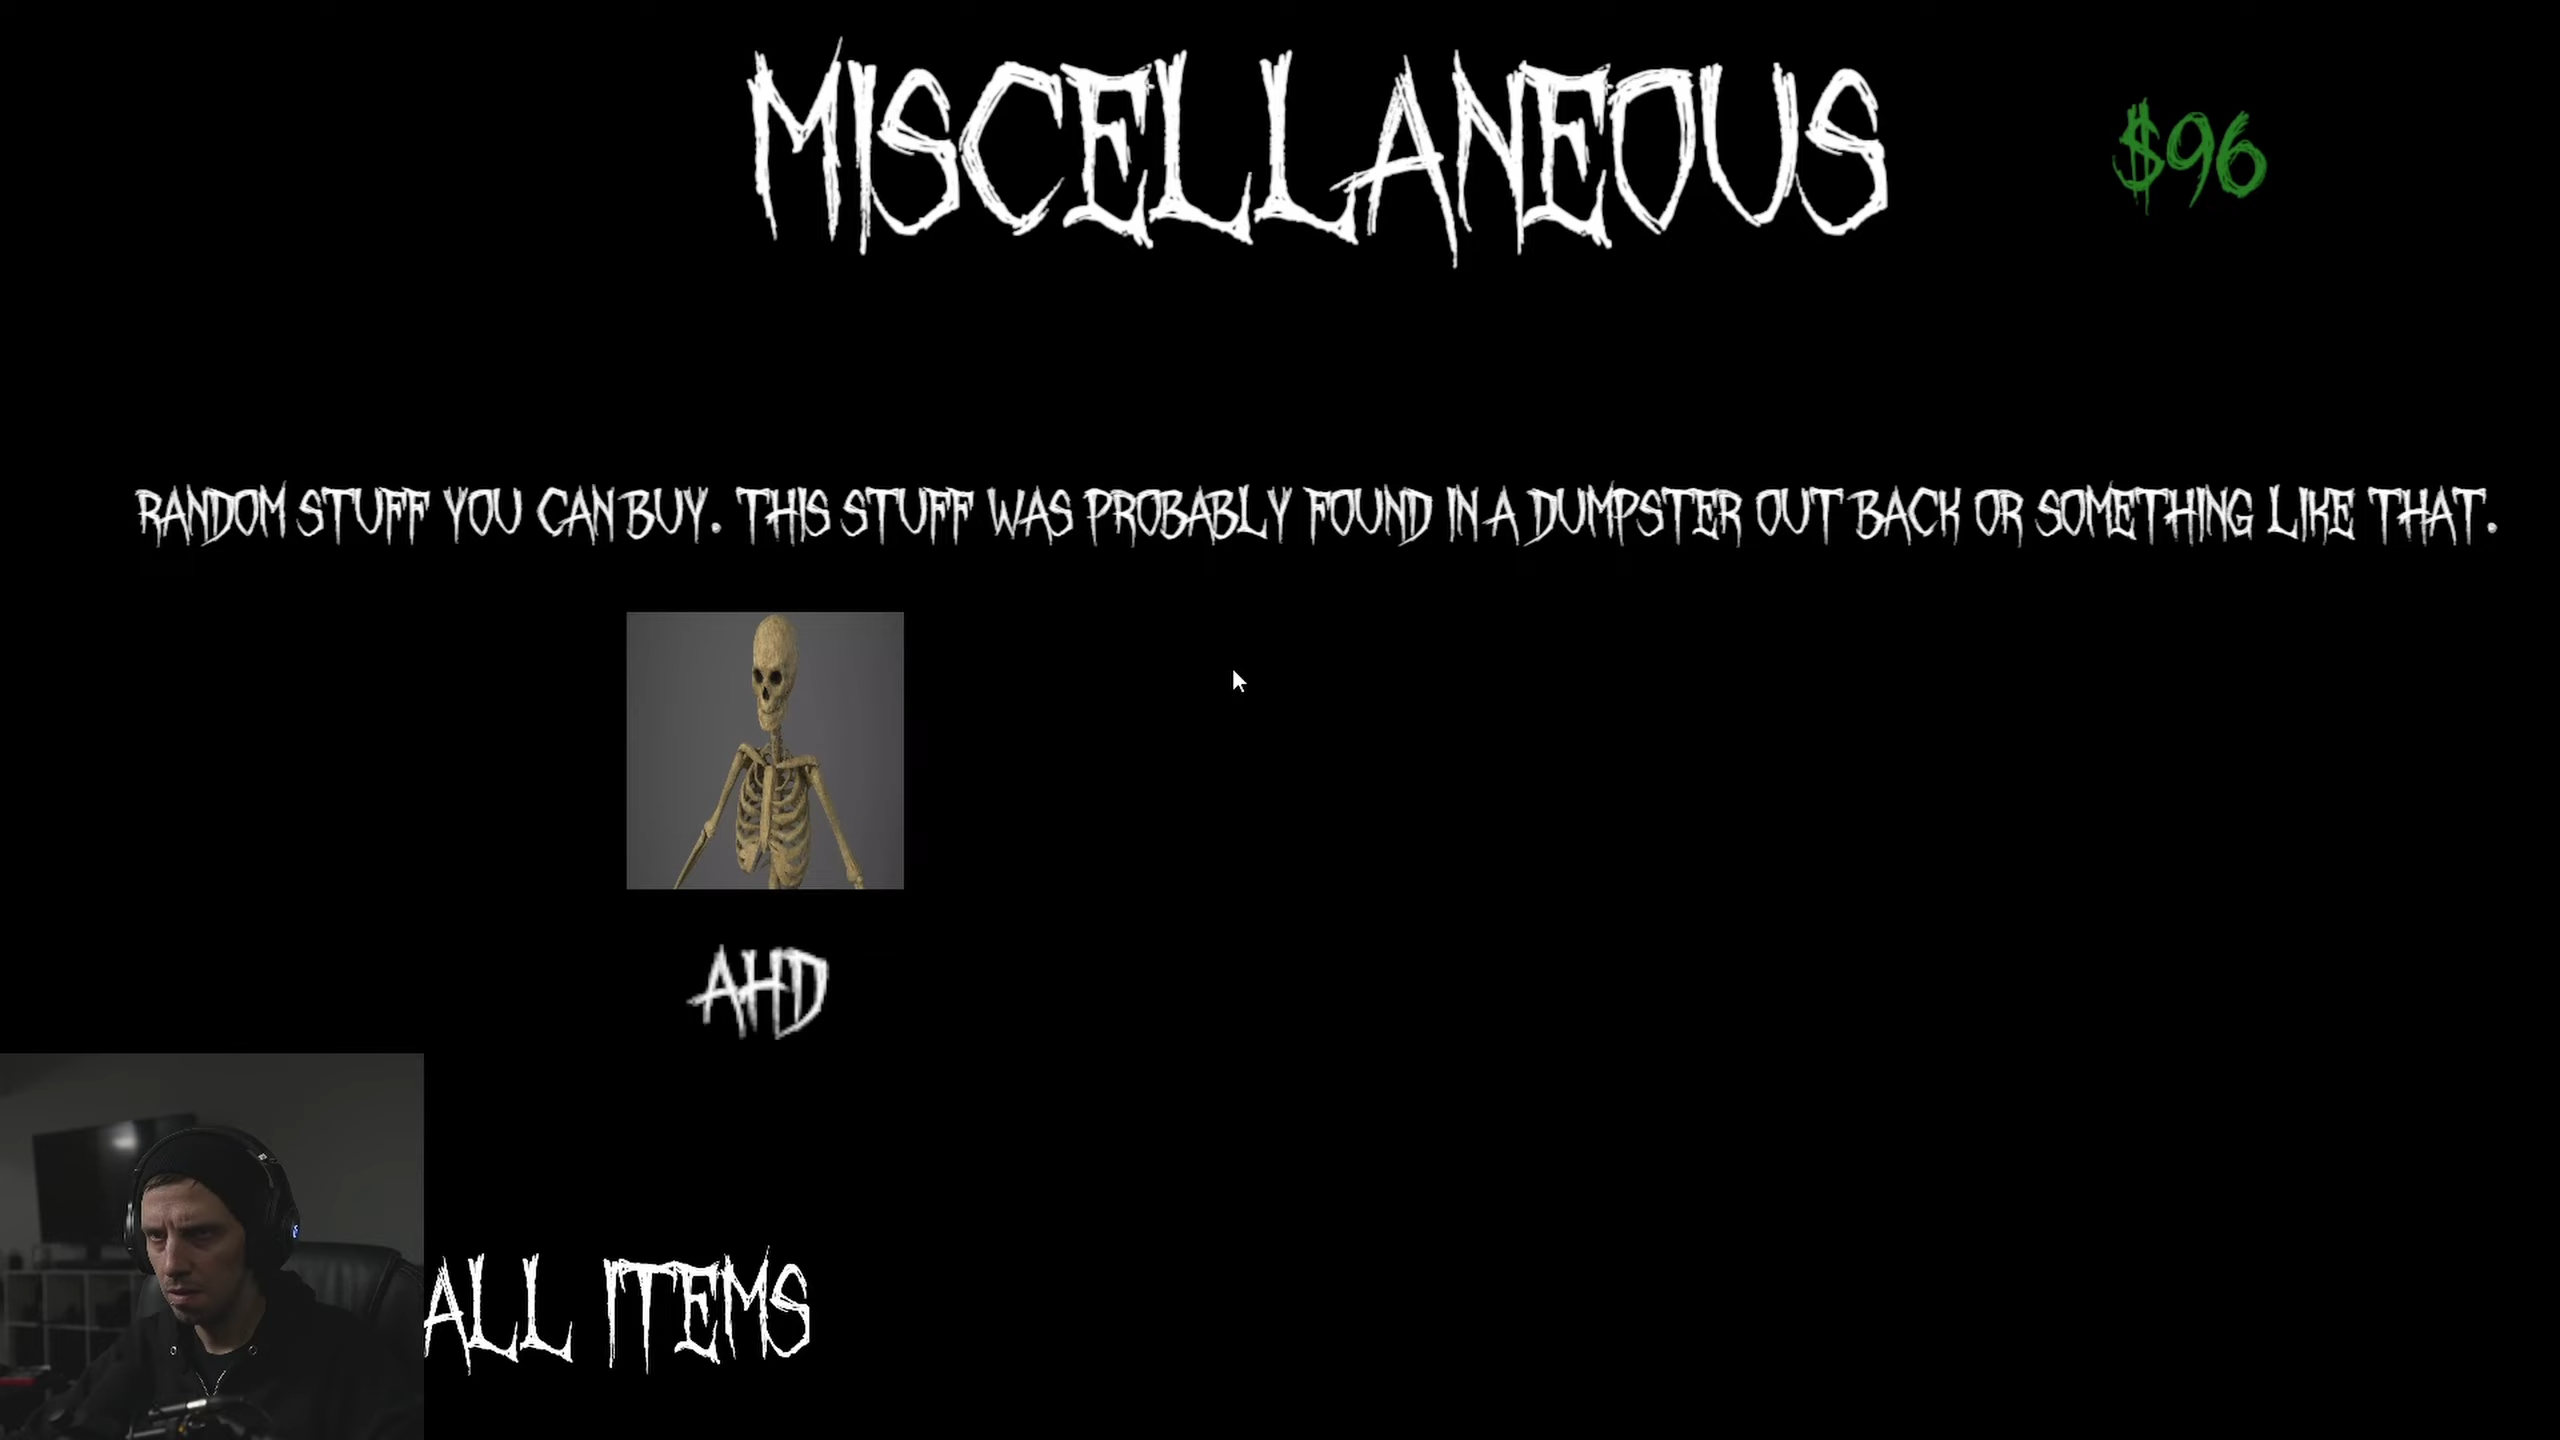 MISCELLANEOUS
$96
RANDOM STUFF YOU CAN BUY. THIS STUFF WAS PROBABLY FOUND IN A DUMPSTER OUT BACK OR SOMETHING LIKE THAT.
AHD
ALL ITEMS